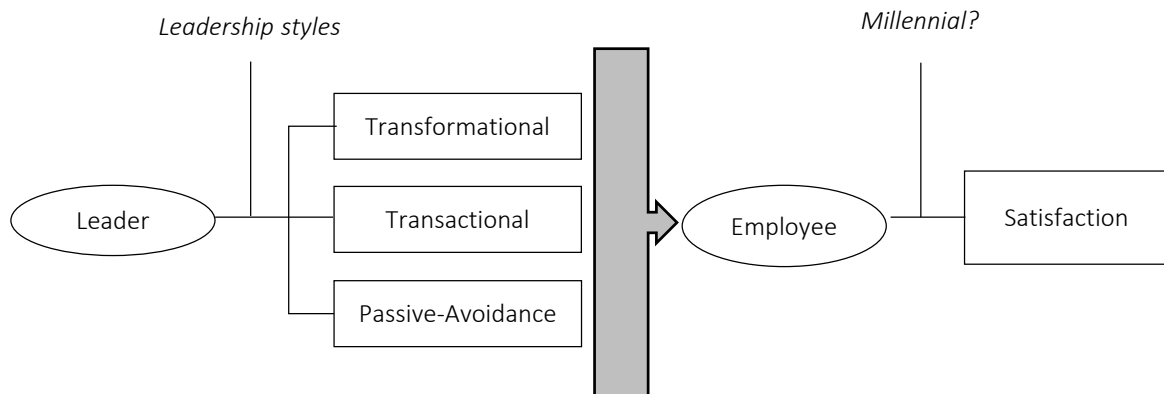 Leadership styles
Millennial?
Transformational
Leader
Transactional
Employee
Satisfaction
Passive-Avoidance